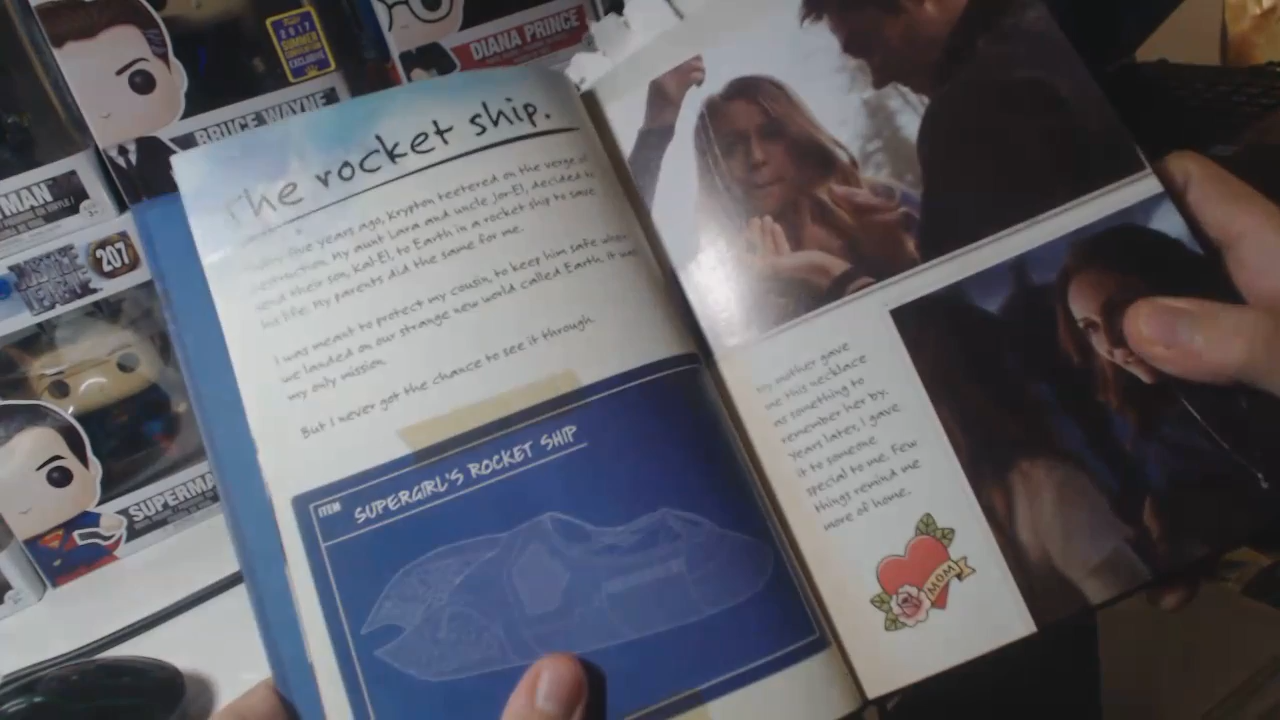 FUNKO
2017
SUMMER
CONVENTION
EXCLUSIVE
BRUCE WAYNE
DIANA PRINCE
JUSTICE
LEAGUE
207
The rocket ship.
five years ago, Krypton teetered on the verge of
destruction. My aunt Lara and uncle Jor-El, decided to
send their son, Kal-El, to Earth in a rocket ship to save
his life. My parents did the same for me.
I was meant to protect my cousin, to keep him safe when
we landed on our strange new world called Earth. It was
my only mission.
But I never got the chance to see it through.
ITEM
SUPERGIRL'S ROCKET SHIP
My mother gave
me this necklace
as something to
remember her by.
Years later, I gave
it to someone
special to me. Few
things remind me
more of home.
MOM